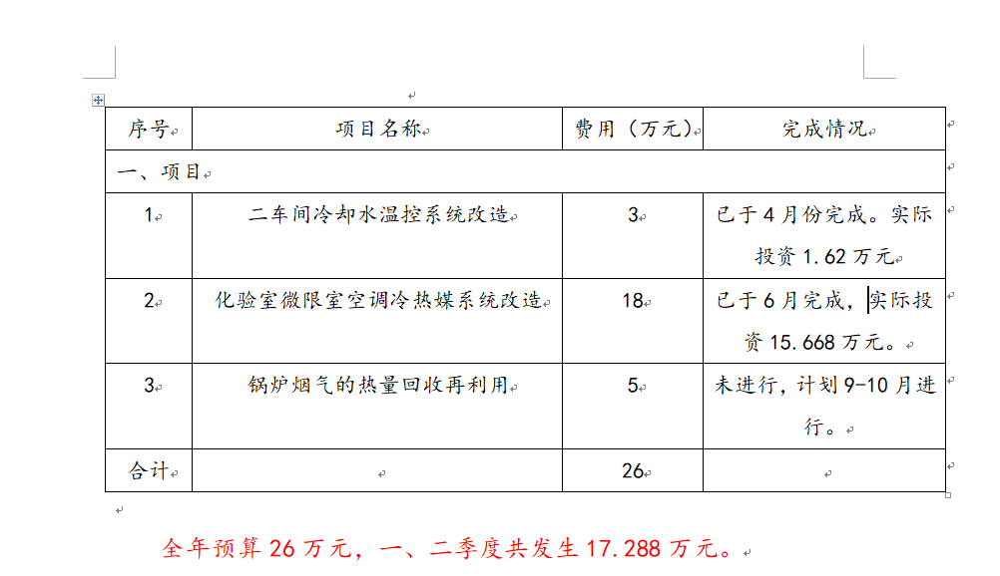 序号 项目名称 费用（万元） 完成情况
一、项目
1 二车间冷却水温控系统改造 3 已于4月份完成。实际
投资1.62万元
2 化验室微限室空调冷热媒系统改造 18 已于6月完成，实际投
资15.668万元。
3 锅炉烟气的热量回收再利用 5 未进行，计划9-10月进
行。
合计 26
全年预算26万元，一、二季度共发生17.288万元。